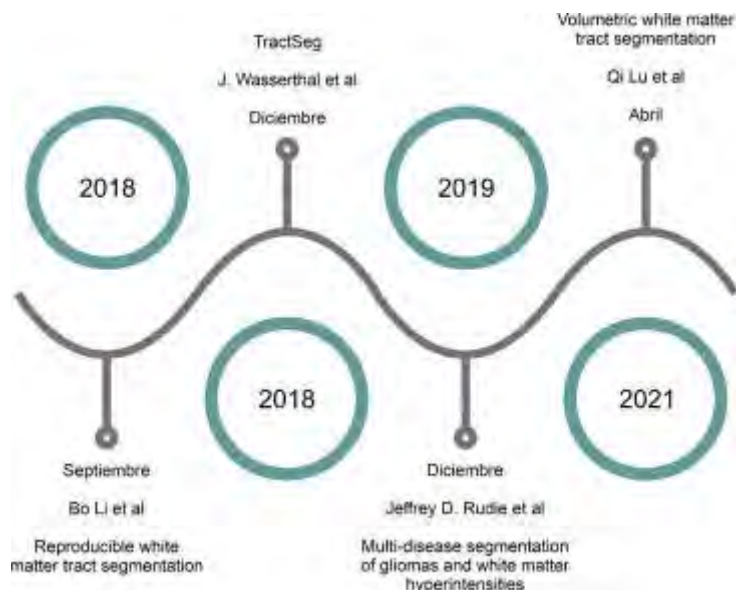 TractSeg
J. Wasserthal et al
Diciembre
Volumetric white matter
tract segmentation
Qi Lu et al
Abril
2018
2019
2018
2021
Septiembre
Bo Li et al
Reproducible white
matter tract segmentation
Diciembre
Jeffrey D. Rudie et al
Multi-disease segmentation
of gliomas and white matter
hyperintensities